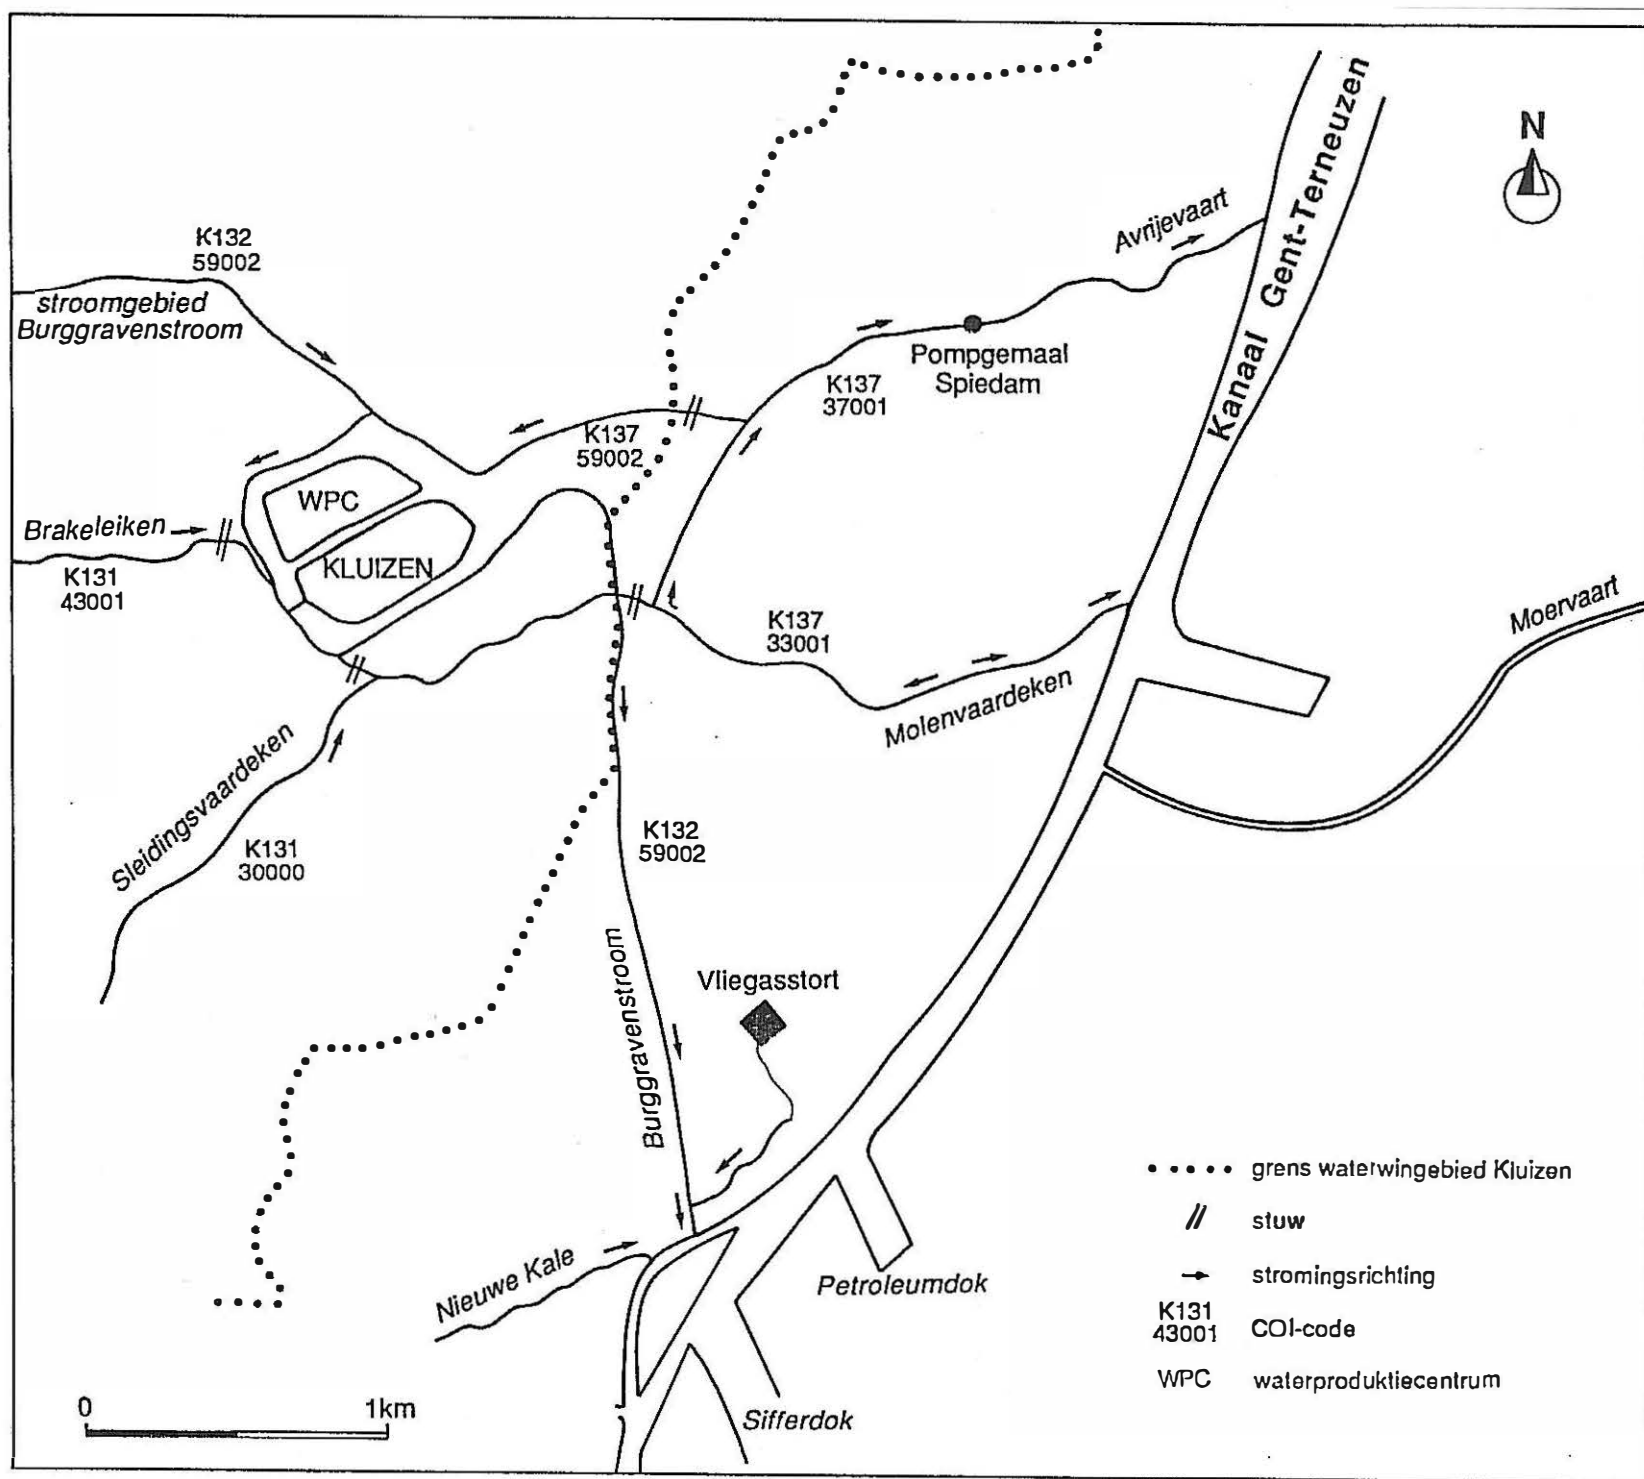 N
Kanaal Gent-Terneuzen
Avrijevaart
K132
59002
stroomgebied
Burggravenstroom
Pompgemaal
Spiedam
K137
37001
K137
59002
WPC
KLUIZEN
Brakeleiken
K131
43001
K137
33001
Molenvaardeken
Moervaart
Sleidingsvaardeken
K131
30000
K132
59002
Burggravenstroom
Vliegasstort
Nieuwe Kale
Petroleumdok
Sifferdok
0 1km
grens waterwingebied Kluizen
stuw
stromingsrichting
K131
43001 COI-code
WPC waterproduktiecentrum